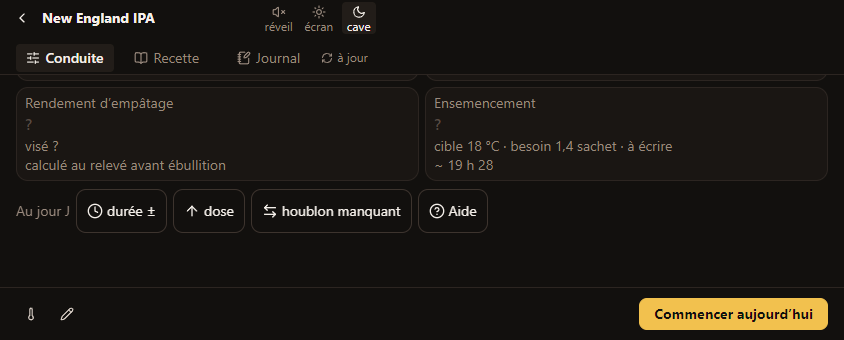 New England IPA
réveil écran cave
Conduite Recette Journal à jour
Rendement d’empâtage
?
visé ?
calculé au relevé avant ébullition
Ensemencement
?
cible 18 °C · besoin 1,4 sachet · à écrire
~ 19 h 28
Au jour J durée ± dose houblon manquant Aide
Commencer aujourd’hui